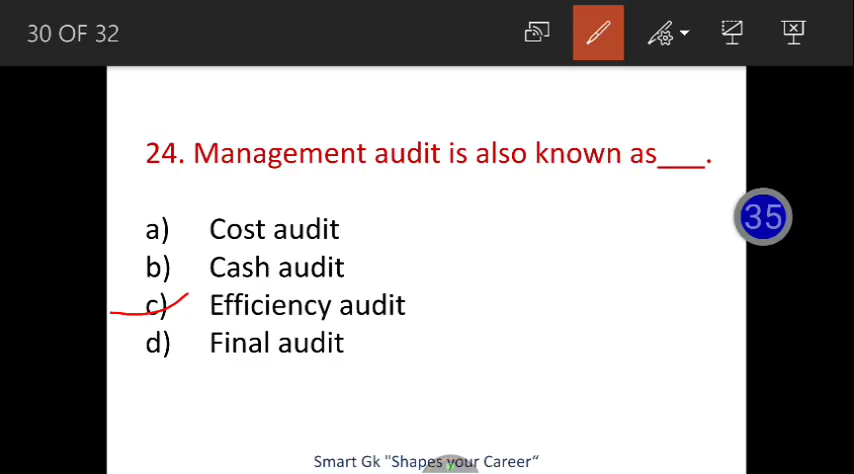 30 OF 32
24. Management audit is also known as___.
35
a) Cost audit
b) Cash audit
c) Efficiency audit
d) Final audit
Smart Gk "Shapes your Career“